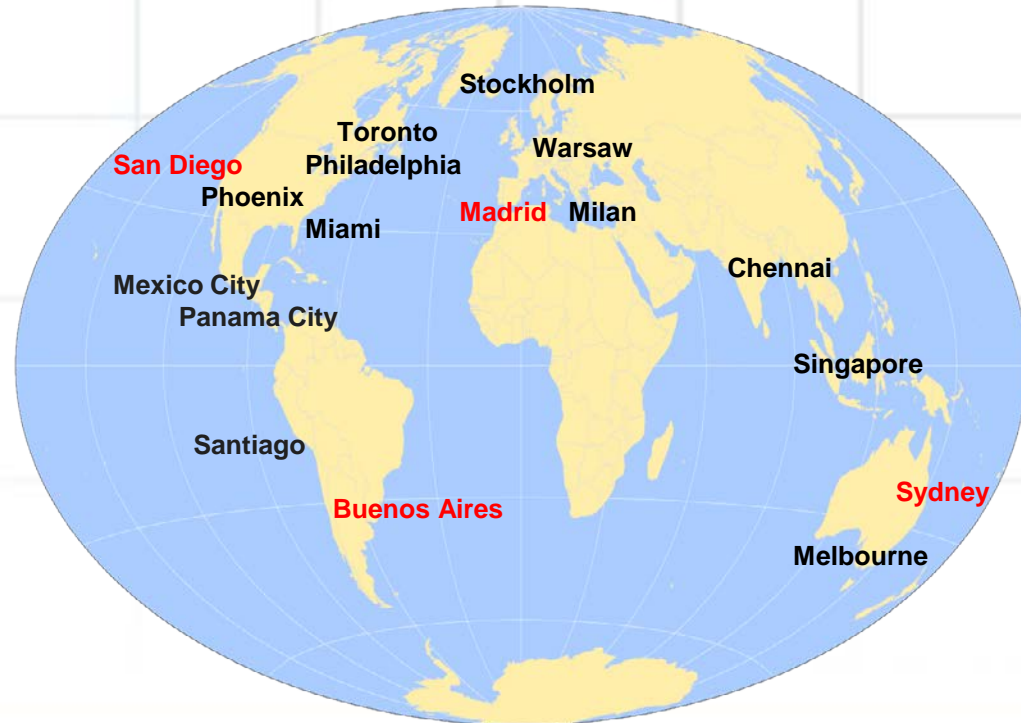 Stockholm
Toronto
Warsaw
San Diego
Philadelphia
Phoenix
Madrid
Milan
Miami
Chennai
Mexico City
Panama City
Singapore
Santiago
Sydney
Buenos Aires
Melbourne